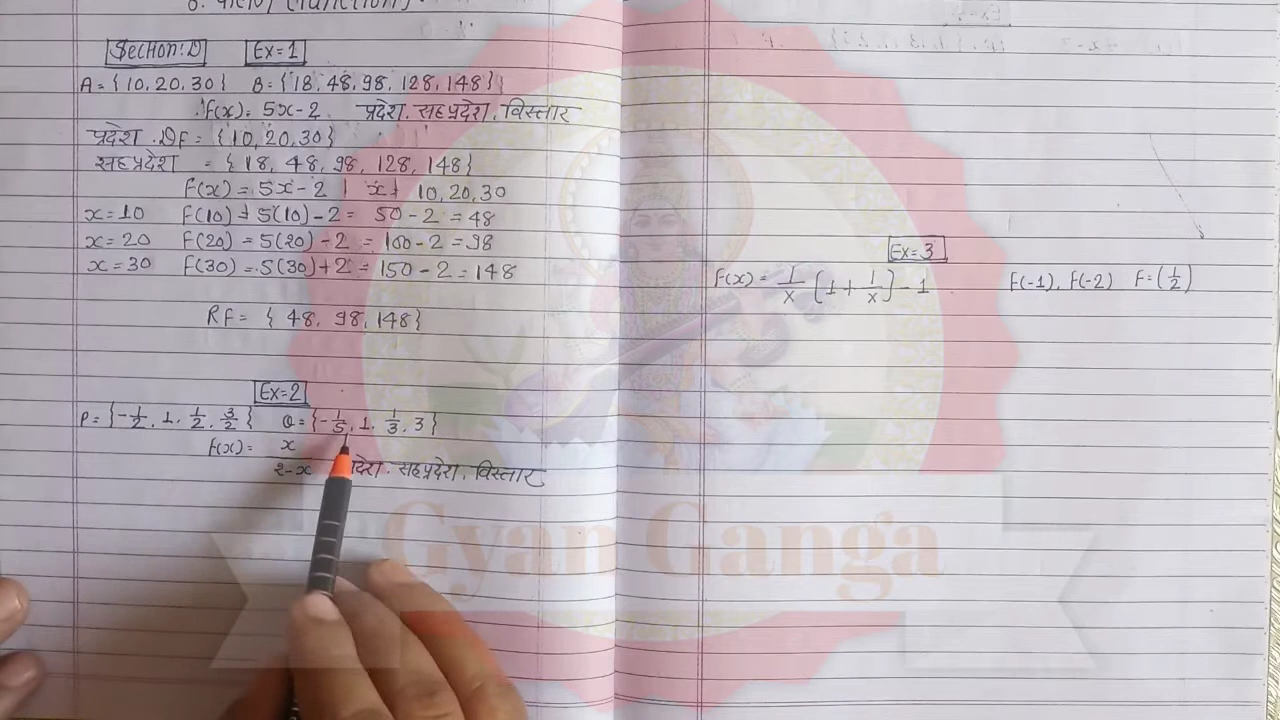 6. फलन (Function).
Section: D Ex=1
A = {10, 20, 30} B = {18, 48, 98, 128, 148}
f(x) = 5x-2 प्रदेश. सहप्रदेश. विस्तार
प्रदेश . DF = {10, 20, 30}
सहप्रदेश = {18, 48, 98, 128, 148}
F(x) = 5x-2 | x = 10, 20, 30
x=10 F(10) = 5(10)-2 = 50-2 = 48
x=20 F(20) = 5(20)-2 = 100-2 = 98
x=30 F(30) = 5(30)+2 = 150-2 = 148
RF = {48, 98, 148}
Ex=2
P = {-1/2, 1, 1/2, 3/2} Q = {-1/5, 1, 1/3, 3}
f(x) = x/2-x सहप्रदेश. विस्तार
Ex=3
F(x) = 1/x [1 + 1/x] - 1 F(-1), F(-2) F=(1/2)
Gyan Ganga